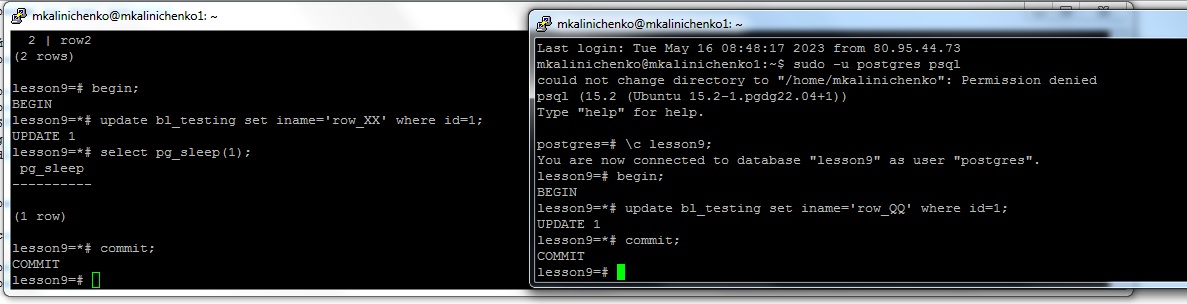 mkalinichenko@mkalinichenko1: ~
2 | row2
(2 rows)
lesson9=# begin;
BEGIN
lesson9=*# update bl_testing set iname='row_XX' where id=1;
UPDATE 1
lesson9=*# select pg_sleep(1);
pg_sleep
----------
(1 row)
lesson9=*# commit;
COMMIT
lesson9=#
mkalinichenko@mkalinichenko1: ~
Last login: Tue May 16 08:48:17 2023 from 80.95.44.73
mkalinichenko@mkalinichenko1:~$ sudo -u postgres psql
could not change directory to "/home/mkalinichenko": Permission denied
psql (15.2 (Ubuntu 15.2-1.pgdg22.04+1))
Type "help" for help.
postgres=# \c lesson9;
You are now connected to database "lesson9" as user "postgres".
lesson9=# begin;
BEGIN
lesson9=*# update bl_testing set iname='row_QQ' where id=1;
UPDATE 1
lesson9=*# commit;
COMMIT
lesson9=#